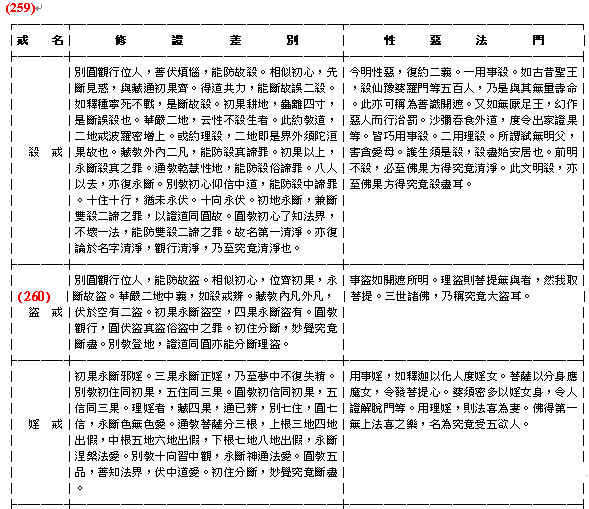 (259)
戒　名
修　證　差　別
性　惡　法　門
殺　戒
別圓觀行位人，善伏煩惱，能防故殺。相似初心，先
斷見惑，與藏通初果齊。得道共力，能斷故誤二殺。
如釋種寧死不戰，是斷故殺。初果耕地，蟲離四寸，
是斷誤殺也。華嚴二地，云性不殺生者。此約教道，
二地戒波羅密增上。或約理殺，二地即是界外須陀洹
果故也。藏教外內二凡，能防殺真諦罪。初果以上，
永斷殺真之罪。通教乾慧性地，能防殺俗諦罪。八人
以去，亦復永斷。別教初心仰信中道，能防殺中諦罪
。十住十行，猶未永伏。十向永伏。初地永斷，兼斷
雙殺二諦之罪，以證道同圓故。圓教初心了知法界，
不壞一法，能防雙殺二諦之罪。故名第一清淨。亦復
論於名字清淨，觀行清淨，乃至究竟清淨也。
今明性惡，復約二義。一用事殺。如古昔聖王
，殺仙豫婆羅門等五百人，乃是與其無量壽命
。此亦可稱為善識開遮。又如無厭足王，幻作
惡人而行治罰。沙彌吞食外道，度令出家證果
等。皆巧用事殺。二用理殺。所謂弒無明父，
害貪愛母。護生須是殺，殺盡始安居也。前明
不殺，必至佛果方得究竟清淨。此文明殺，亦
至佛果方得究竟殺盡耳。
(260)
盜　戒
別圓觀行位人，能防故盜。相似初心，位齊初果，永
斷故盜。華嚴二地中義，如殺戒辨。藏教內凡外凡，
伏於空有二盜。初果永斷盜空，四果永斷盜有。圓教
觀行，圓伏盜真盜俗盜中之罪。初住分斷，妙覺究竟
斷盡。別教登地，證道同圓亦能分斷理盜。
事盜如開遮所明。理盜則菩提無與者，然我取
菩提。三世諸佛，乃稱究竟大盜耳。
婬　戒
初果永斷邪婬。三果永斷正婬，乃至夢中不復失精。
別教初住同初果，五住同三果。圓教初信同初果，五
信同三果。理婬者，藏四果，通已辨，別七住，圓七
信，永斷色無色愛。通教菩薩分三根，上根三地四地
出假，中根五地六地出假，下根七地八地出假，永斷
涅槃法愛。別教十向習中觀，永斷神通法愛。圓教五
品，善知法界，伏中道愛。初住分斷，妙覺究竟斷盡
。
用事婬，如釋迦以化人度婬女。菩薩以分身應
魔女，令發菩提心。婆須密多以婬女身，令人
證解脫門等。用理婬，則法喜為妻。佛得第一
無上法喜之樂，名為究竟受五欲人。